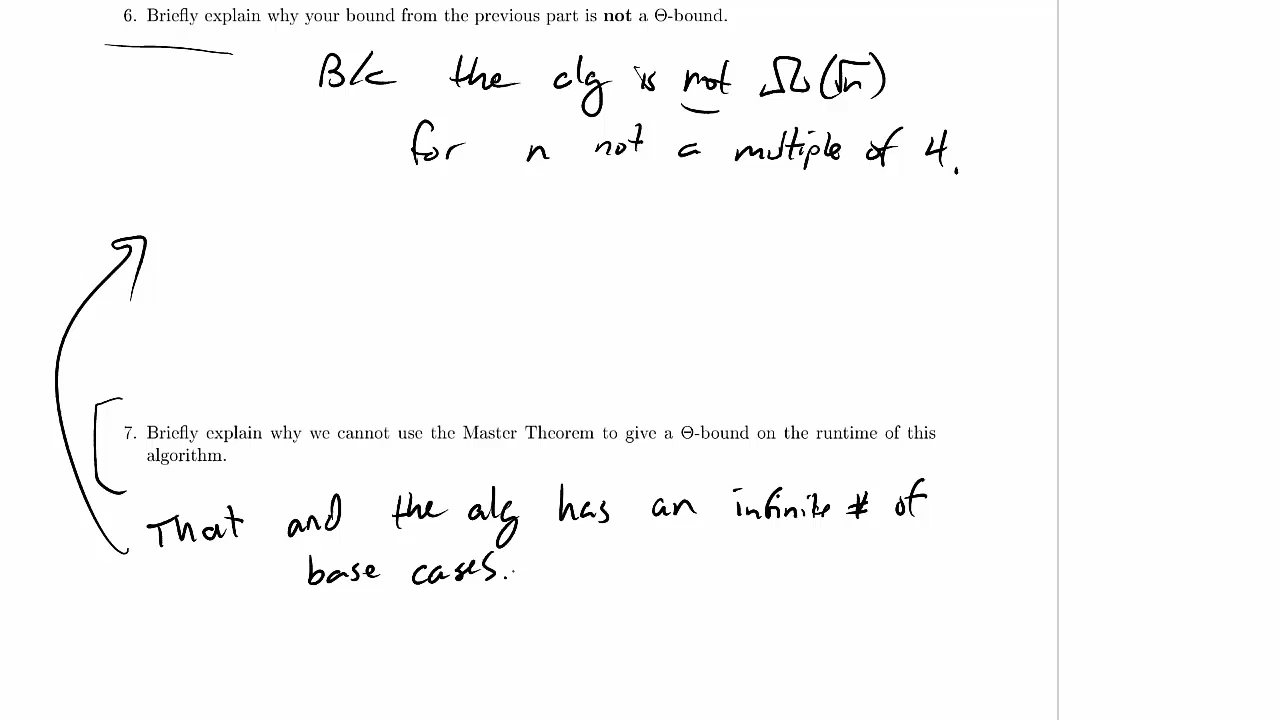 6. Briefly explain why your bound from the previous part is not a Θ-bound.
B/c the alg is not Ω(√n)
for n not a multiple of 4.
7. Briefly explain why we cannot use the Master Theorem to give a Θ-bound on the runtime of this
algorithm.
That and the alg has an infinite # of
base cases.